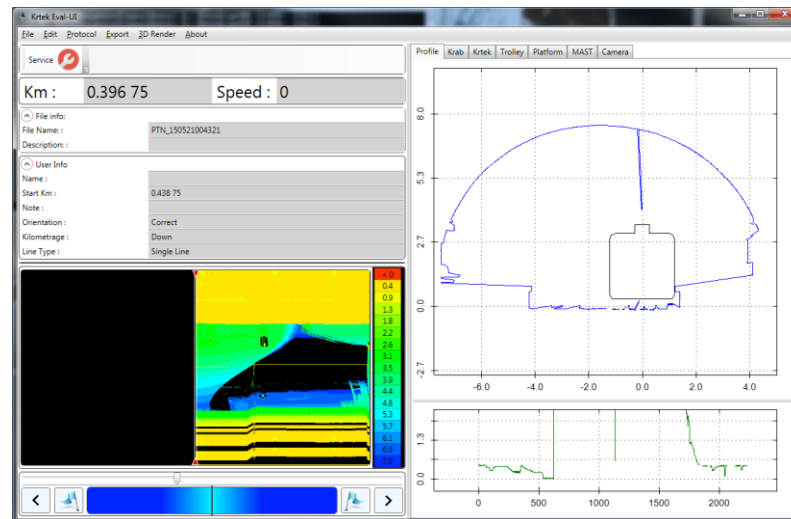 Krtek Eval-UI
File Edit Protocol Export 3D Render About
Service
Km : 0.396 75 Speed : 0
File info:
File Name: : PTN_150521004321
Description: :
User Info
Name :
Start Km : 0.438 75
Note :
Orientation : Correct
Kilometrage : Down
Line Type : Single Line
< 0
0.4
0.9
1.3
1.8
2.2
2.6
3.1
3.5
3.9
4.4
4.8
5.3
5.7
6.1
6.6
7.0
Profile Krab Krtek Trolley Platform MAST Camera
8.0
5.3
2.7
0.0
-2.7
-6.0 -4.0 -2.0 0.0 2.0 4.0
1.3
0.0
0 500 1000 1500 2000